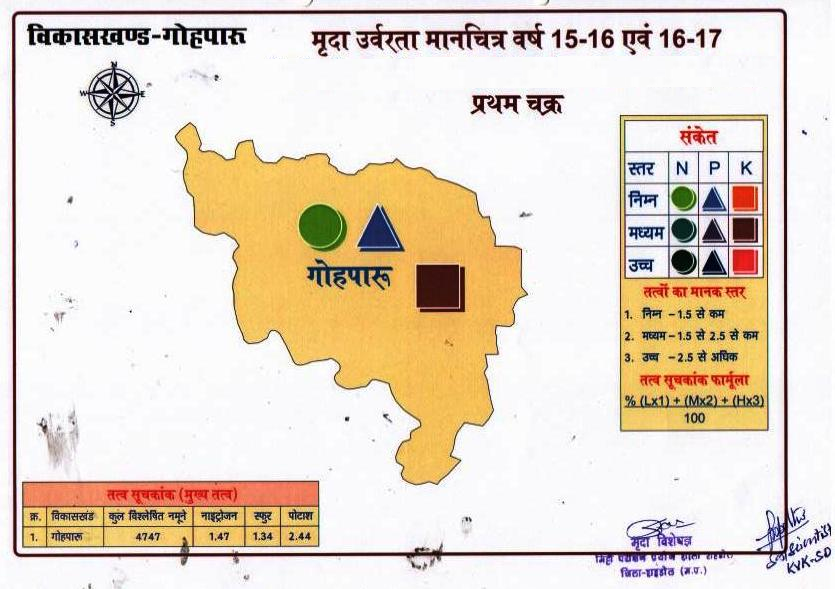 विकासखण्ड-गोहपारू
मृदा उर्वरता मानचित्र वर्ष 15-16 एवं 16-17
प्रथम चक्र
N
W E
S
संकेत
स्तर N P K
निम्न
मध्यम
उच्च
तत्वों का मानक स्तर
1. निम्न -1.5 से कम
2. मध्यम -1.5 से 2.5 से कम
3. उच्च -2.5 से अधिक
तत्व सूचकांक फार्मूला
% (Lx1) + (Mx2) + (Hx3)
100
गोहपारू
तत्व सूचकांक (मुख्य तत्व)
क्र. विकासखंड कुल विश्लेषित नमूने नाइट्रोजन स्फुर पोटाश
1. गोहपारू 4747 1.47 1.34 2.44
मृदा विशेषज्ञ
मिट्टी परीक्षण
(म.प्र.)
Scientist
KVK-SD